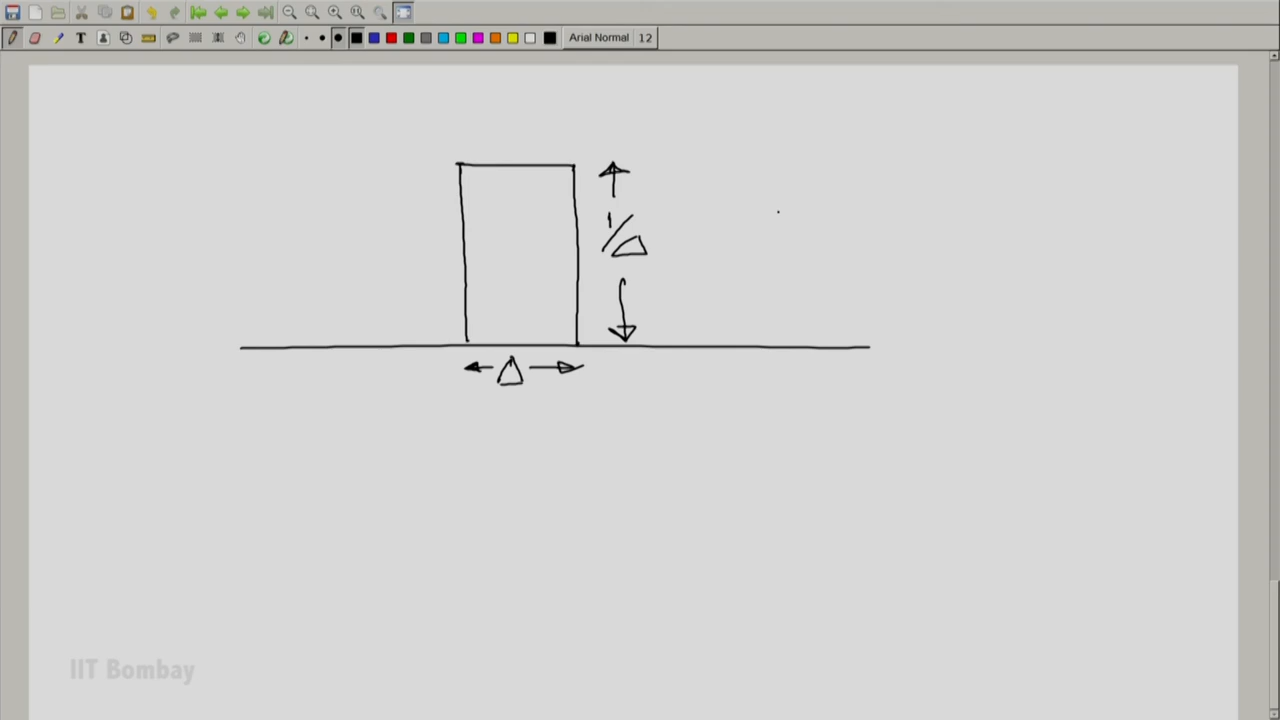 Arial Normal 12
1/Δ
Δ
IIT Bombay